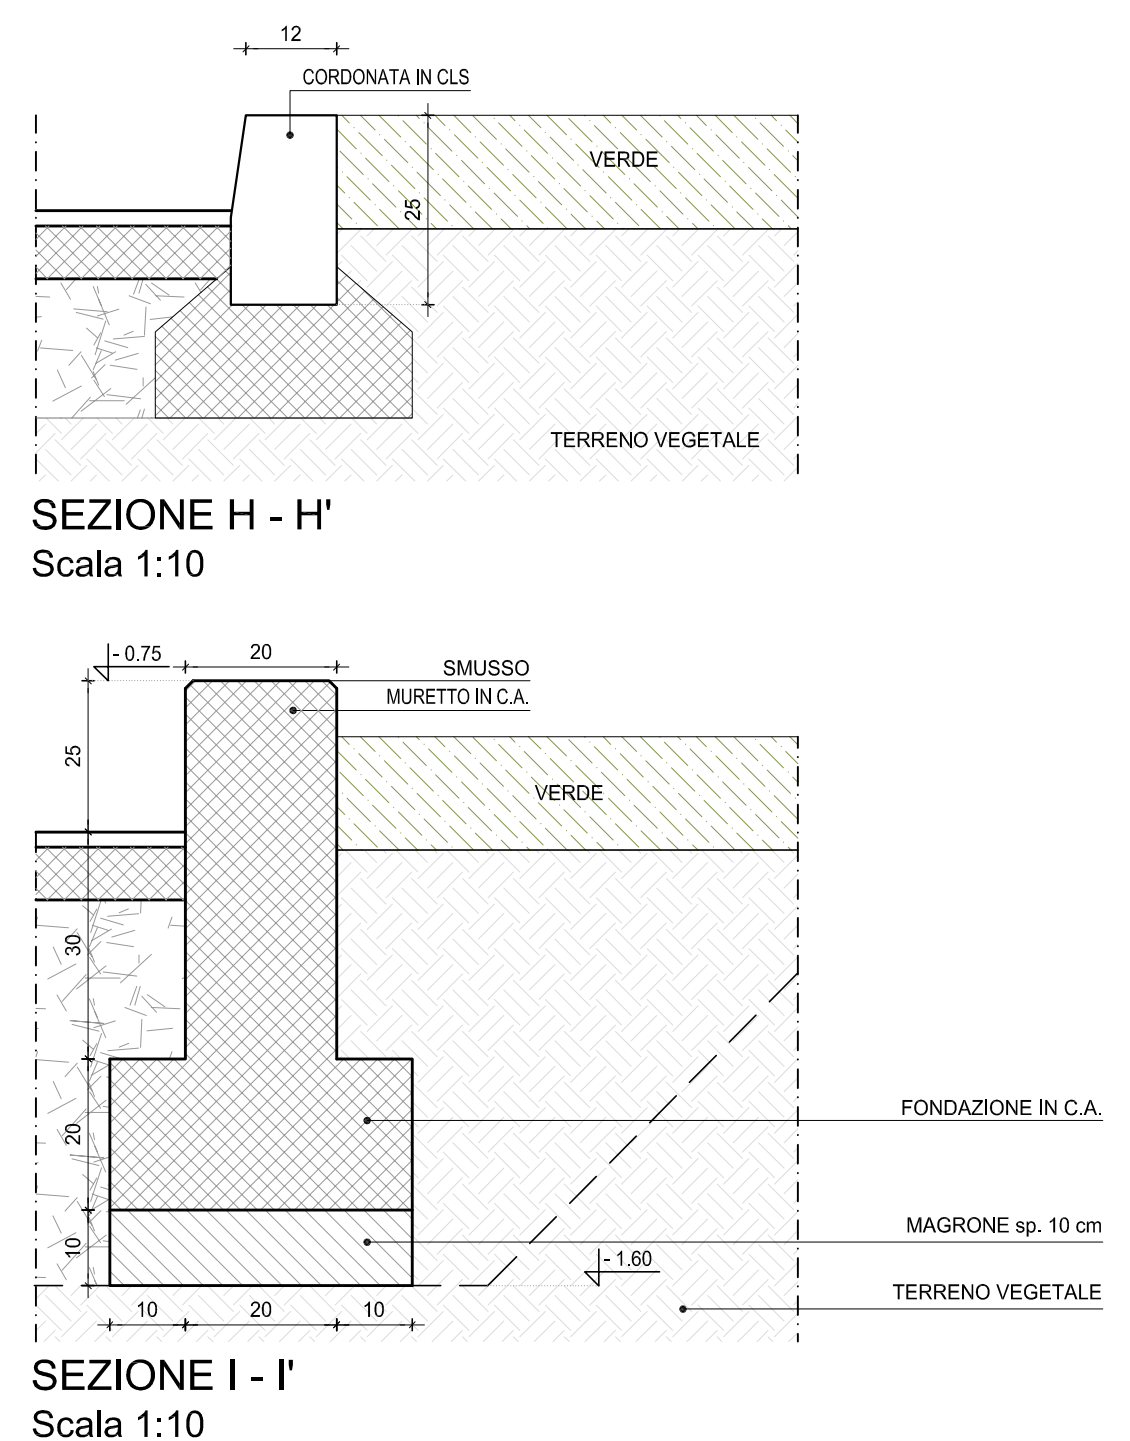 12
CORDONATA IN CLS
VERDE
25
TERRENO VEGETALE
SEZIONE H - H'
Scala 1:10
- 0.75
20
SMUSSO
MURETTO IN C.A.
25
VERDE
30
FONDAZIONE IN C.A.
20
MAGRONE sp. 10 cm
10
- 1.60
TERRENO VEGETALE
10 20 10
SEZIONE I - I'
Scala 1:10